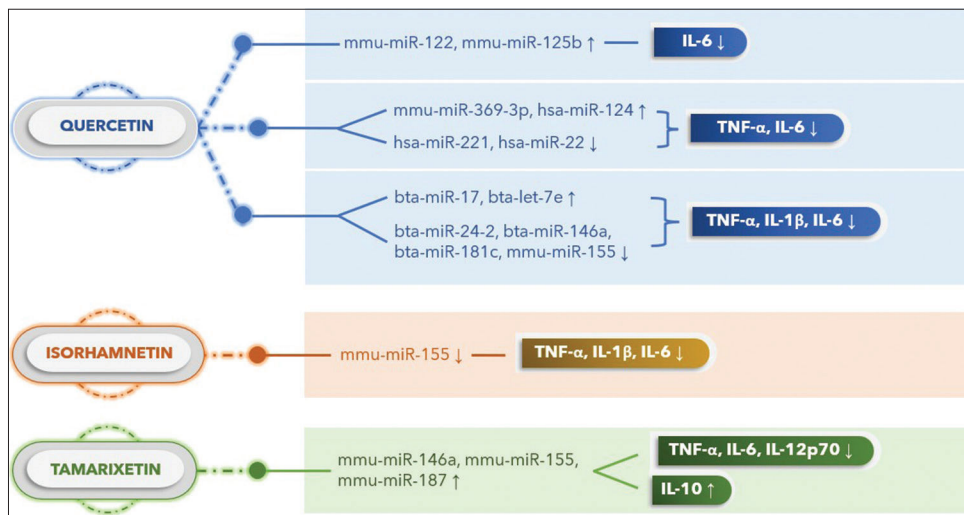 mmu-miR-122, mmu-miR-125b ↑
IL-6 ↓
QUERCETIN
mmu-miR-369-3p, hsa-miR-124 ↑
hsa-miR-221, hsa-miR-22 ↓
TNF-α, IL-6 ↓
bta-miR-17, bta-let-7e ↑
bta-miR-24-2, bta-miR-146a,
bta-miR-181c, mmu-miR-155 ↓
TNF-α, IL-1β, IL-6 ↓
ISORHAMNETIN
mmu-miR-155 ↓
TNF-α, IL-1β, IL-6 ↓
TAMARIXETIN
mmu-miR-146a, mmu-miR-155,
mmu-miR-187 ↑
TNF-α, IL-6, IL-12p70 ↓
IL-10 ↑